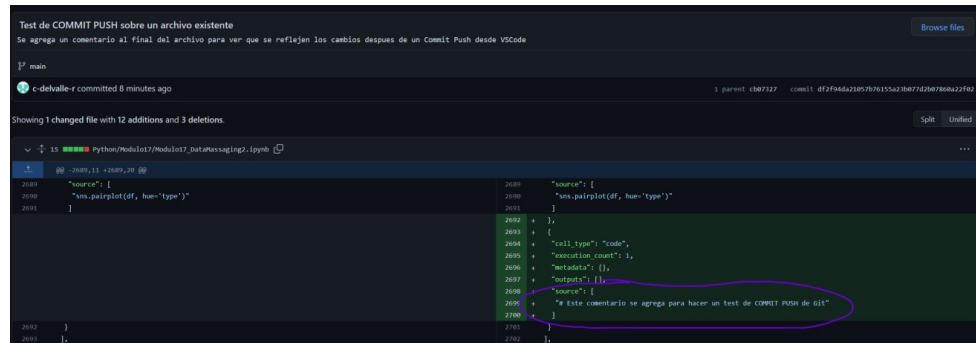 Test de COMMIT PUSH sobre un archivo existente
Browse files
Se agrega un comentario al final del archivo para ver que se reflejen los cambios despues de un Commit Push desde VSCode
main
c-delvalle-r committed 8 minutes ago
1 parent cb07327 commit df2f94da21057b76155a23b077d2b07860a22f02
Showing 1 changed file with 12 additions and 3 deletions.
Split Unified
15 Python/Modulo17/Modulo17_DataMassaging2.ipynb
@@ -2689,11 +2689,20 @@
2689 "source": [
2690 "sns.pairplot(df, hue='type')"
2691 ]
2692 }
2693 ],
2689 "source": [
2690 "sns.pairplot(df, hue='type')"
2691 ]
2692 + },
2693 + {
2694 + "cell_type": "code",
2695 + "execution_count": 1,
2696 + "metadata": {},
2697 + "outputs": [],
2698 + "source": [
2699 + "# Este comentario se agrega para hacer un test de COMMIT PUSH de Git"
2700 + ]
2701 }
2702 ],